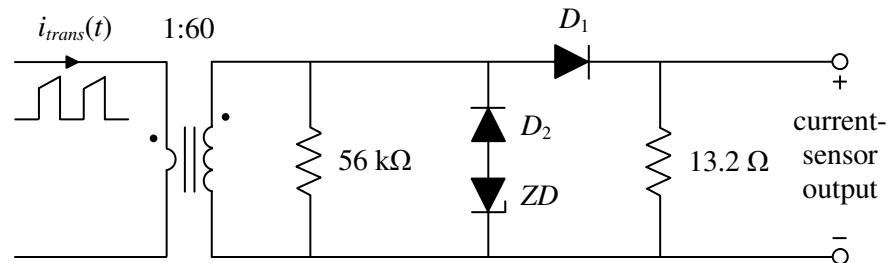 i_trans(t)
1:60
D₁
56 kΩ
D₂
ZD
13.2 Ω
+
current-
sensor
output
−